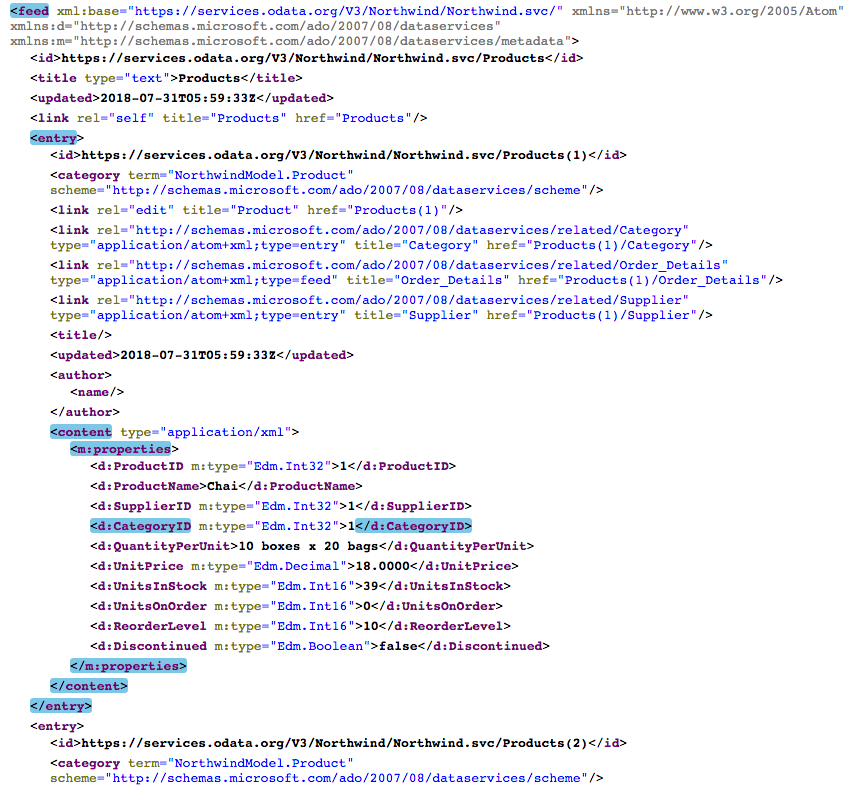 <feed xml:base="https://services.odata.org/V3/Northwind/Northwind.svc/" xmlns="http://www.w3.org/2005/Atom"
xmlns:d="http://schemas.microsoft.com/ado/2007/08/dataservices"
xmlns:m="http://schemas.microsoft.com/ado/2007/08/dataservices/metadata">
<id>https://services.odata.org/V3/Northwind/Northwind.svc/Products</id>
<title type="text">Products</title>
<updated>2018-07-31T05:59:33Z</updated>
<link rel="self" title="Products" href="Products"/>
<entry>
<id>https://services.odata.org/V3/Northwind/Northwind.svc/Products(1)</id>
<category term="NorthwindModel.Product"
scheme="http://schemas.microsoft.com/ado/2007/08/dataservices/scheme"/>
<link rel="edit" title="Product" href="Products(1)"/>
<link rel="http://schemas.microsoft.com/ado/2007/08/dataservices/related/Category"
type="application/atom+xml;type=entry" title="Category" href="Products(1)/Category"/>
<link rel="http://schemas.microsoft.com/ado/2007/08/dataservices/related/Order_Details"
type="application/atom+xml;type=feed" title="Order_Details" href="Products(1)/Order_Details"/>
<link rel="http://schemas.microsoft.com/ado/2007/08/dataservices/related/Supplier"
type="application/atom+xml;type=entry" title="Supplier" href="Products(1)/Supplier"/>
<title/>
<updated>2018-07-31T05:59:33Z</updated>
<author>
<name/>
</author>
<content type="application/xml">
<m:properties>
<d:ProductID m:type="Edm.Int32">1</d:ProductID>
<d:ProductName>Chai</d:ProductName>
<d:SupplierID m:type="Edm.Int32">1</d:SupplierID>
<d:CategoryID m:type="Edm.Int32">1</d:CategoryID>
<d:QuantityPerUnit>10 boxes x 20 bags</d:QuantityPerUnit>
<d:UnitPrice m:type="Edm.Decimal">18.0000</d:UnitPrice>
<d:UnitsInStock m:type="Edm.Int16">39</d:UnitsInStock>
<d:UnitsOnOrder m:type="Edm.Int16">0</d:UnitsOnOrder>
<d:ReorderLevel m:type="Edm.Int16">10</d:ReorderLevel>
<d:Discontinued m:type="Edm.Boolean">false</d:Discontinued>
</m:properties>
</content>
</entry>
<entry>
<id>https://services.odata.org/V3/Northwind/Northwind.svc/Products(2)</id>
<category term="NorthwindModel.Product"
scheme="http://schemas.microsoft.com/ado/2007/08/dataservices/scheme"/>